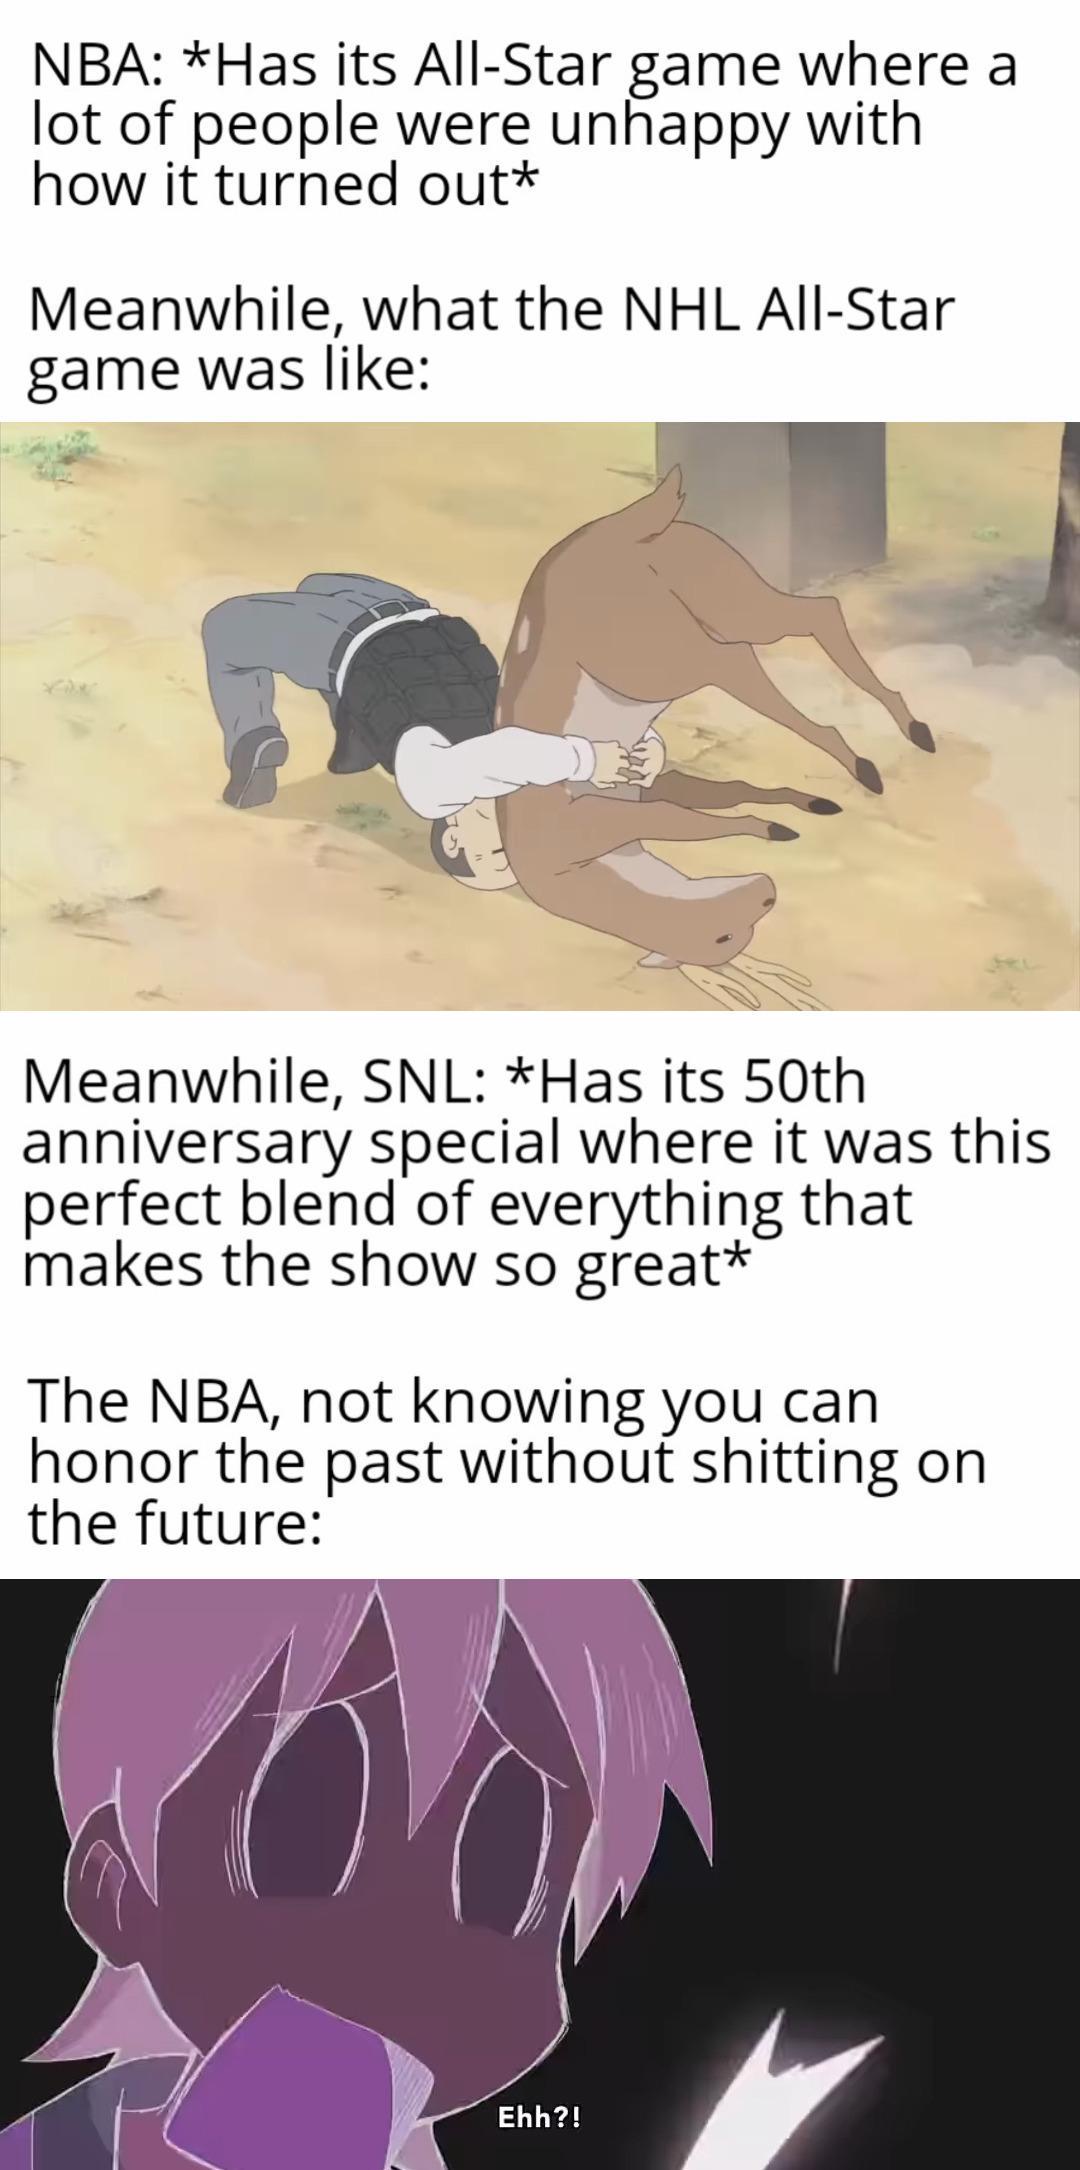 NBA: *Has its All-Star game where a
lot of people were unhappy with
how it turned out*
Meanwhile, what the NHL All-Star
game was like:
Meanwhile, SNL: *Has its 50th
anniversary special where it was this
perfect blend of everything that
makes the show so great*
The NBA, not knowing you can
honor the past without shitting on
the future:
Ehh?!